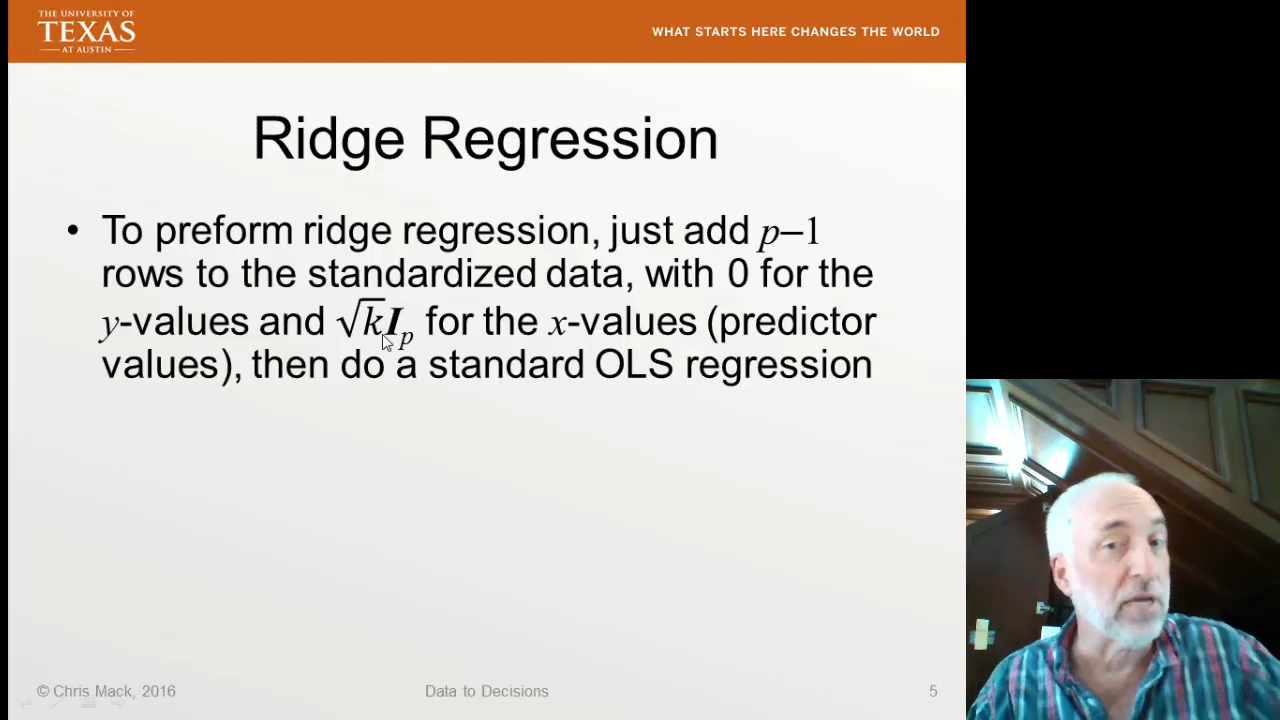 THE UNIVERSITY OF
TEXAS
AT AUSTIN
WHAT STARTS HERE CHANGES THE WORLD
Ridge Regression
• To preform ridge regression, just add p−1
rows to the standardized data, with 0 for the
y-values and √k I_p for the x-values (predictor
values), then do a standard OLS regression
© Chris Mack, 2016
Data to Decisions
5